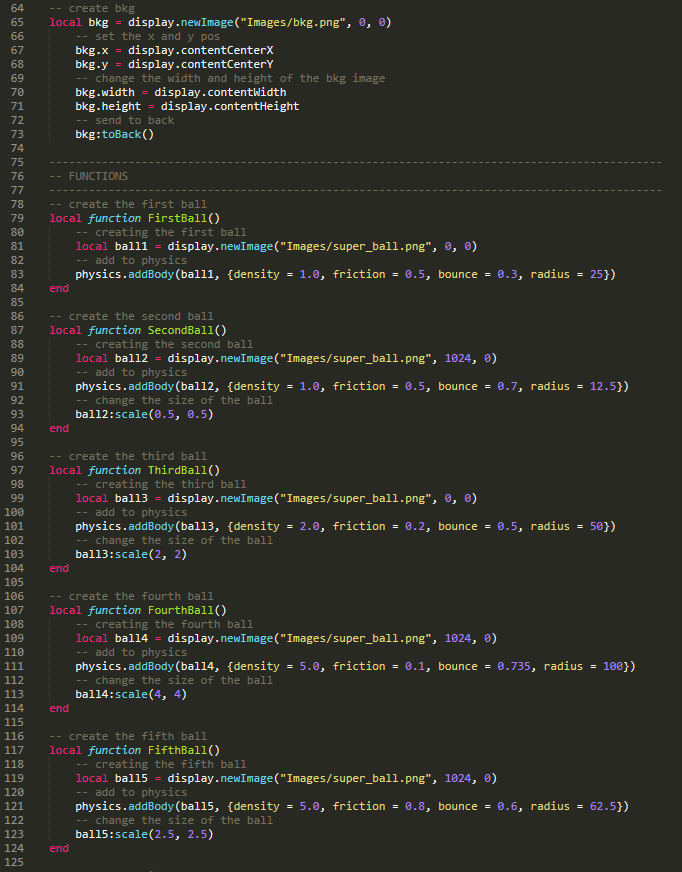 64 -- create bkg
65 local bkg = display.newImage("Images/bkg.png", 0, 0)
66     -- set the x and y pos
67     bkg.x = display.contentCenterX
68     bkg.y = display.contentCenterY
69     -- change the width and height of the bkg image
70     bkg.width = display.contentWidth
71     bkg.height = display.contentHeight
72     -- send to back
73     bkg:toBack()
74
75 ---------------------------------------------------------------------------------------------
76 -- FUNCTIONS
77 ---------------------------------------------------------------------------------------------
78 -- create the first ball
79 local function FirstBall()
80     -- creating the first ball
81     local ball1 = display.newImage("Images/super_ball.png", 0, 0)
82     -- add to physics
83     physics.addBody(ball1, {density = 1.0, friction = 0.5, bounce = 0.3, radius = 25})
84 end
85
86 -- create the second ball
87 local function SecondBall()
88     -- creating the second ball
89     local ball2 = display.newImage("Images/super_ball.png", 1024, 0)
90     -- add to physics
91     physics.addBody(ball2, {density = 1.0, friction = 0.5, bounce = 0.7, radius = 12.5})
92     -- change the size of the ball
93     ball2:scale(0.5, 0.5)
94 end
95
96 -- create the third ball
97 local function ThirdBall()
98     -- creating the third ball
99     local ball3 = display.newImage("Images/super_ball.png", 0, 0)
100     -- add to physics
101     physics.addBody(ball3, {density = 2.0, friction = 0.2, bounce = 0.5, radius = 50})
102     -- change the size of the ball
103     ball3:scale(2, 2)
104 end
105
106 -- create the fourth ball
107 local function FourthBall()
108     -- creating the fourth ball
109     local ball4 = display.newImage("Images/super_ball.png", 1024, 0)
110     -- add to physics
111     physics.addBody(ball4, {density = 5.0, friction = 0.1, bounce = 0.735, radius = 100})
112     -- change the size of the ball
113     ball4:scale(4, 4)
114 end
115
116 -- create the fifth ball
117 local function FifthBall()
118     -- creating the fifth ball
119     local ball5 = display.newImage("Images/super_ball.png", 1024, 0)
120     -- add to physics
121     physics.addBody(ball5, {density = 5.0, friction = 0.8, bounce = 0.6, radius = 62.5})
122     -- change the size of the ball
123     ball5:scale(2.5, 2.5)
124 end
125